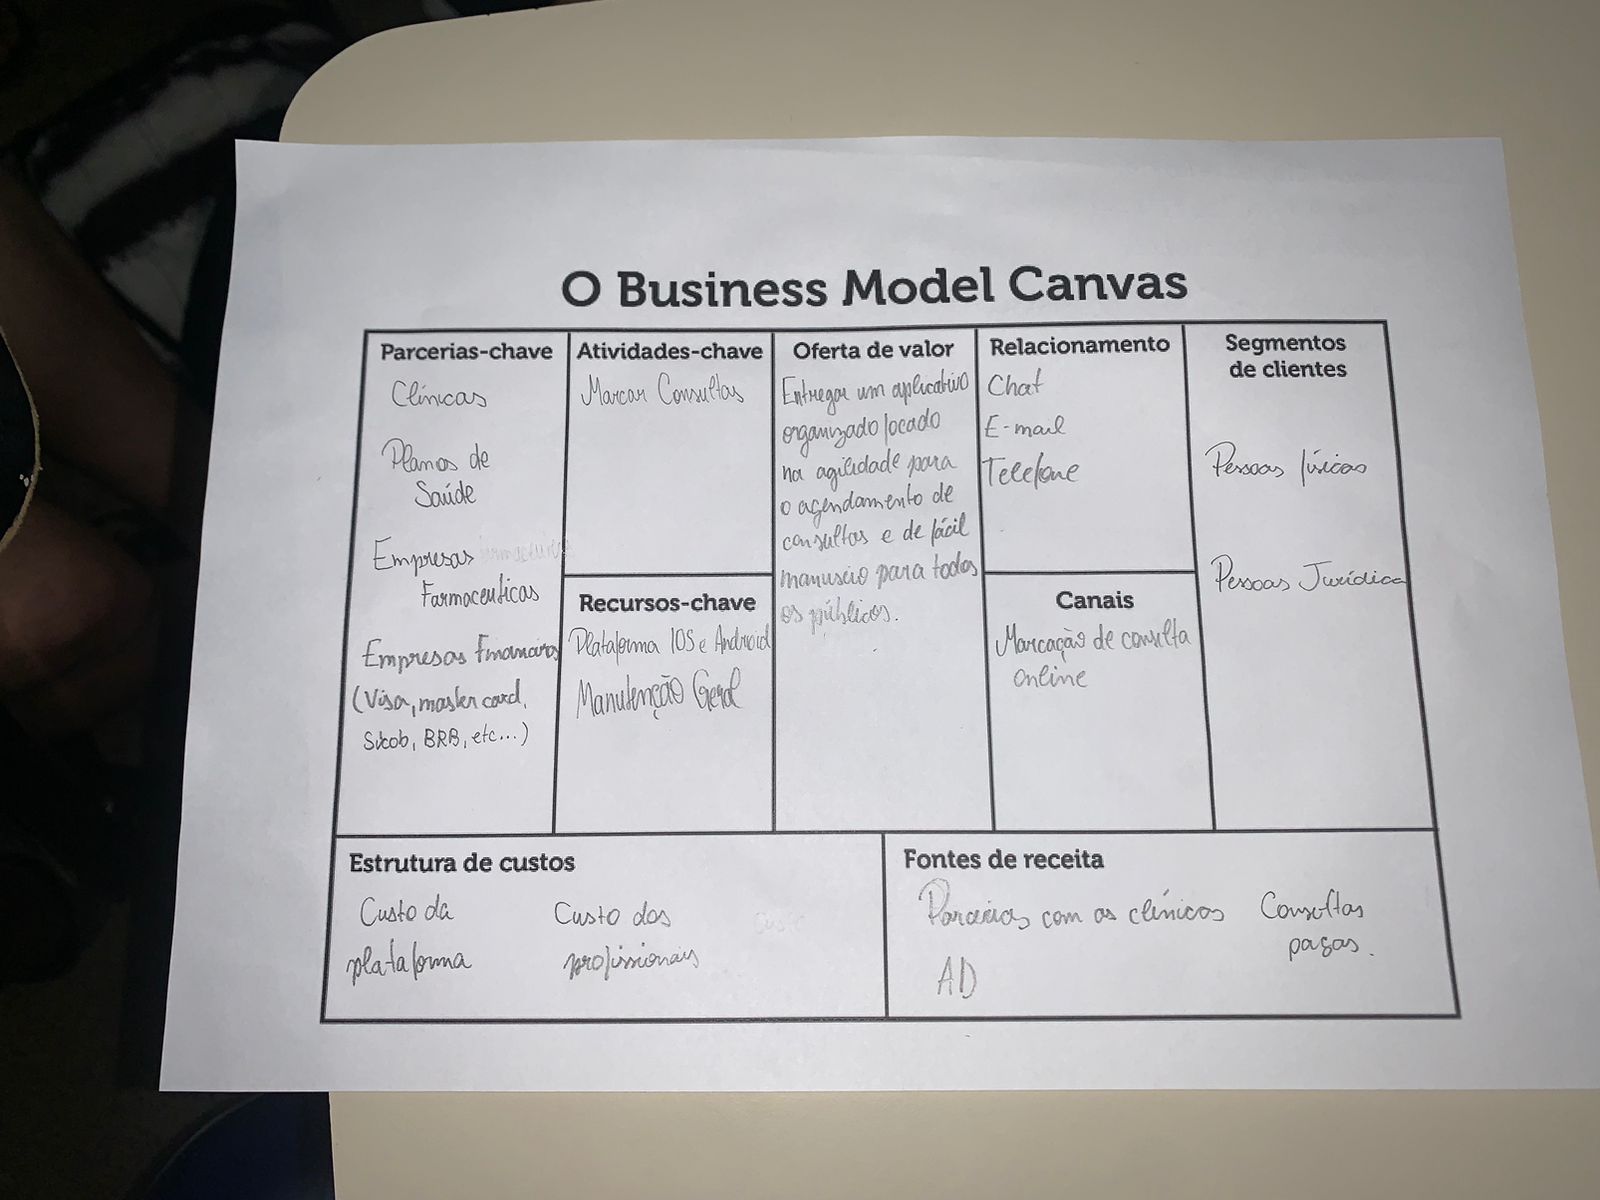 O Business Model Canvas
Parcerias-chave
Clínicas
Planos de
Saúde
Empresas
Farmaceuticas
Empresas Financeiras
(Visa, master card,
Sicob, BRB, etc...)
Atividades-chave
Marcar Consultas
Recursos-chave
Plataforma IOS e Android
Manutenção Geral
Oferta de valor
Entregar um aplicativo
organizado focado
na agilidade para
o agendamento de
consultas e de fácil
manuseio para todos
os públicos.
Relacionamento
Chat
E-mail
Telefone
Canais
Marcação de consulta
online
Segmentos
de clientes
Pessoas físicas
Pessoas Jurídica
Estrutura de custos
Custo da
plataforma
Custo dos
profissionais
Fontes de receita
Parcerias com as clínicas
AD
Consultas
pagas.